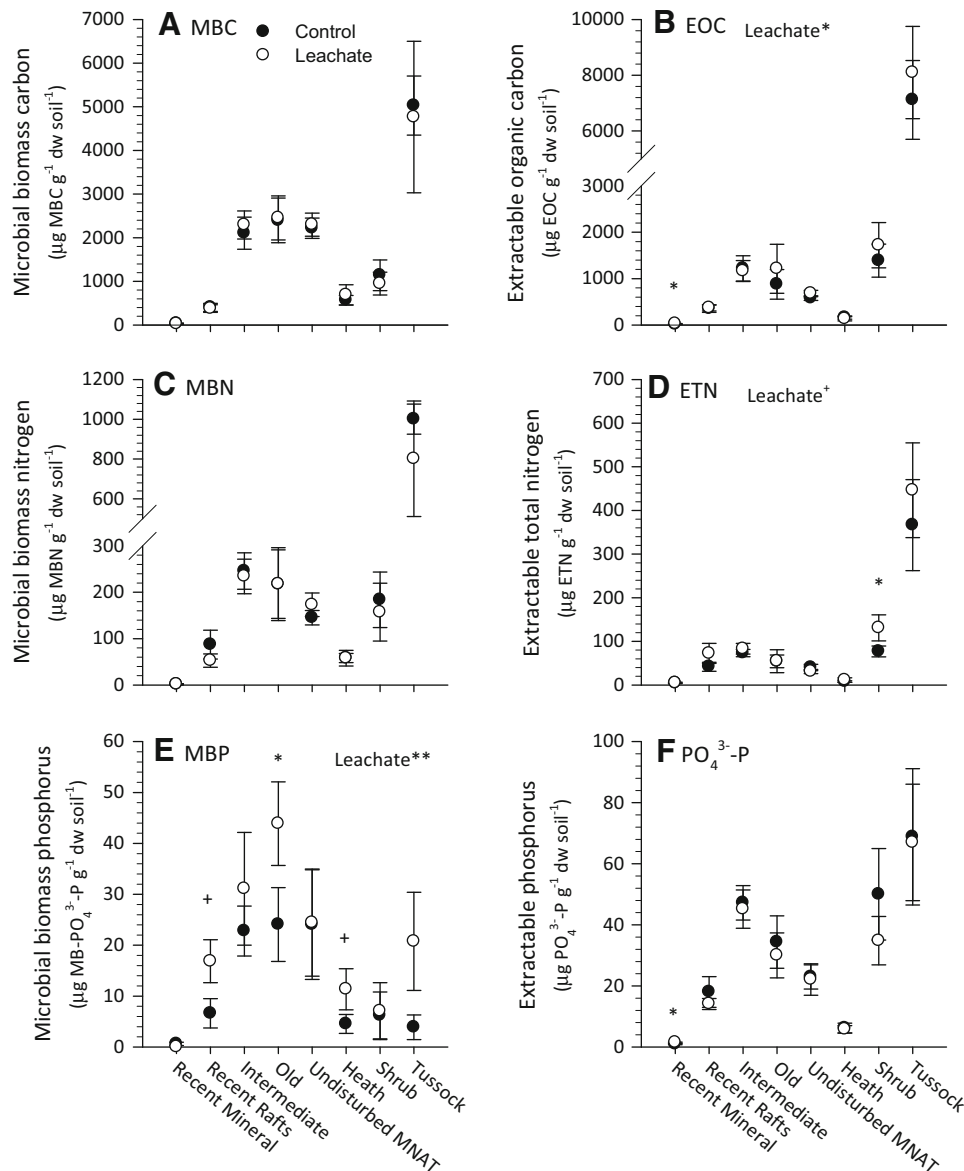 A MBC
Control
Leachate
Microbial biomass carbon
(µg MBC g⁻¹ dw soil⁻¹)
7000
6000
5000
4000
3000
2000
1000
0
B EOC Leachate*
Extractable organic carbon
(µg EOC g⁻¹ dw soil⁻¹)
10000
8000
6000
3000
2000
1000
0
*
C MBN
Microbial biomass nitrogen
(µg MBN g⁻¹ dw soil⁻¹)
1200
1000
800
600
300
200
100
0
D ETN Leachate⁺
Extractable total nitrogen
(µg ETN g⁻¹ dw soil⁻¹)
700
600
500
400
300
200
100
0
*
E MBP Leachate**
Microbial biomass phosphorus
(µg MB-PO₄³⁻-P g⁻¹ dw soil⁻¹)
60
50
40
30
20
10
0
+
*
+
Recent Mineral
Recent Rafts
Intermediate
Old
Undisturbed MNAT
Heath
Shrub
Tussock
F PO₄³⁻-P
Extractable phosphorus
(µg PO₄³⁻-P g⁻¹ dw soil⁻¹)
100
80
60
40
20
0
*
Recent Mineral
Recent Rafts
Intermediate
Old
Undisturbed MNAT
Heath
Shrub
Tussock